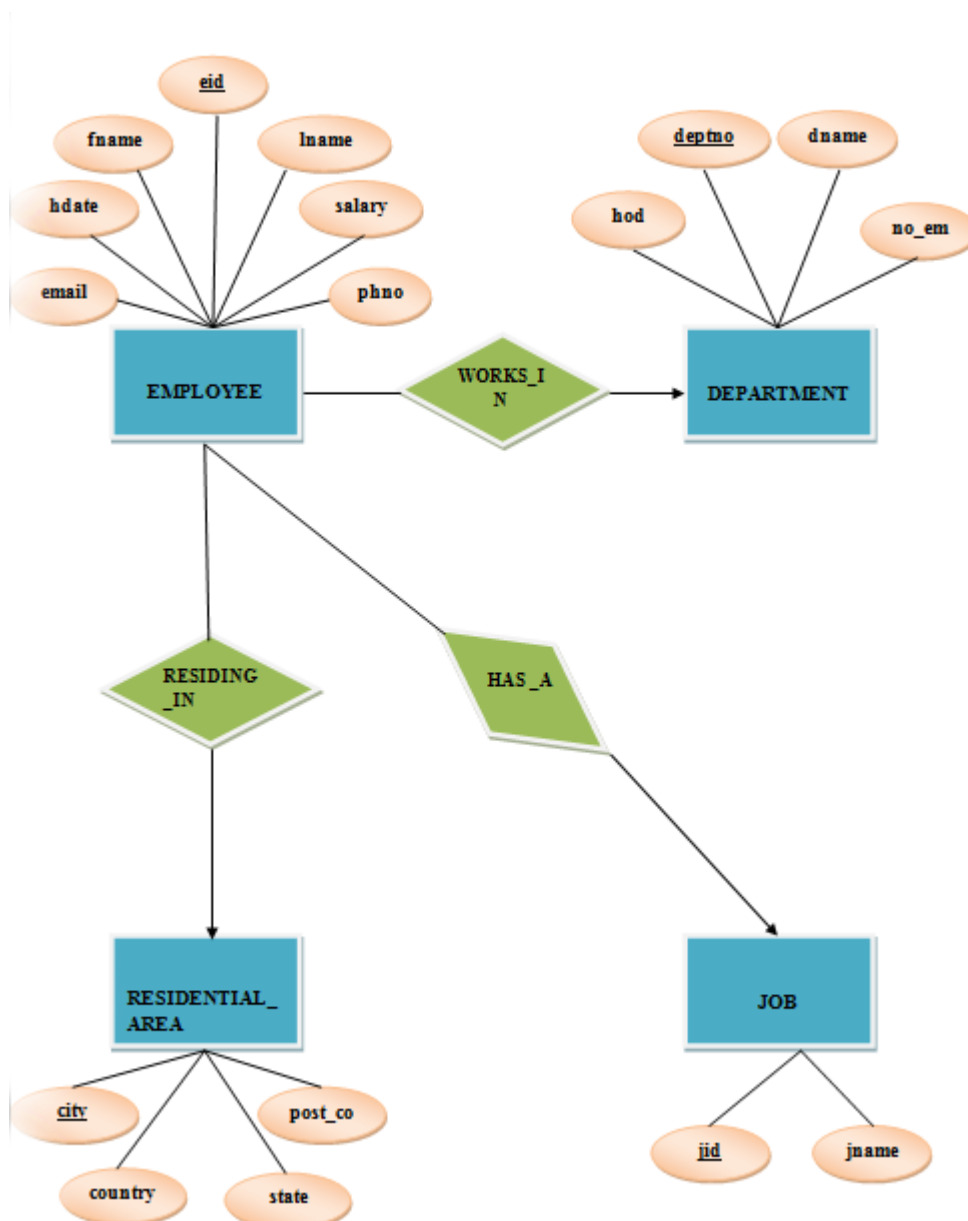 eid
fname
lname
deptno
dname
hdate
salary
hod
no_em
email
phno
EMPLOYEE
WORKS_I
N
DEPARTMENT
RESIDING
_IN
HAS _A
RESIDENTIAL_
AREA
JOB
city
post_co
country
state
jid
jname